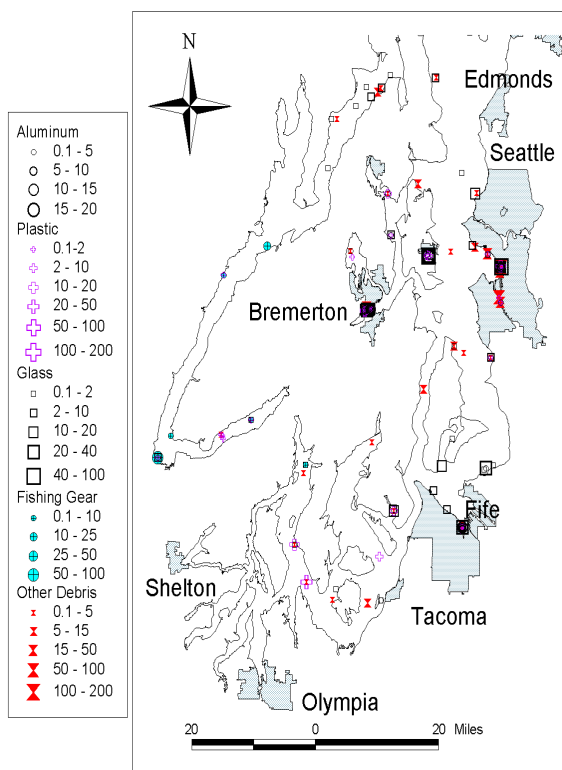 N
Edmonds
Seattle
Bremerton
Fife
Shelton
Tacoma
Olympia
20 0 20 Miles
Aluminum
0.1 - 5
5 - 10
10 - 15
15 - 20
Plastic
0.1-2
2 - 10
10 - 20
20 - 50
50 - 100
100 - 200
Glass
0.1 - 2
2 - 10
10 - 20
20 - 40
40 - 100
Fishing Gear
0.1 - 10
10 - 25
25 - 50
50 - 100
Other Debris
0.1 - 5
5 - 15
15 - 50
50 - 100
100 - 200